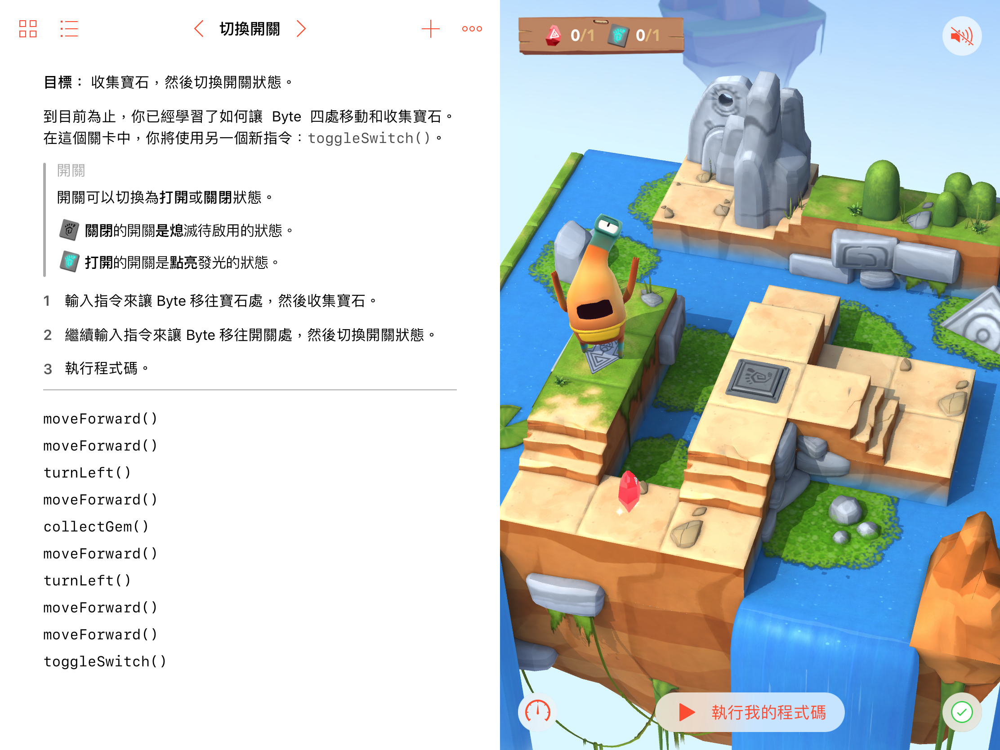 切換開關
目標： 收集寶石，然後切換開關狀態。
到目前為止，你已經學習了如何讓 Byte 四處移動和收集寶石。
在這個關卡中，你將使用另一個新指令：toggleSwitch()。
開關
開關可以切換為打開或關閉狀態。
關閉的開關是熄滅待啟用的狀態。
打開的開關是點亮發光的狀態。
1 輸入指令來讓 Byte 移往寶石處，然後收集寶石。
2 繼續輸入指令來讓 Byte 移往開關處，然後切換開關狀態。
3 執行程式碼。
moveForward()
moveForward()
turnLeft()
moveForward()
collectGem()
moveForward()
turnLeft()
moveForward()
moveForward()
toggleSwitch()
0/1 0/1
執行我的程式碼